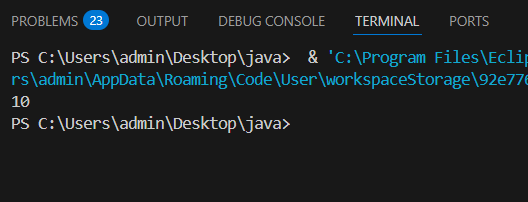 PROBLEMS 23 OUTPUT DEBUG CONSOLE TERMINAL PORTS
PS C:\Users\admin\Desktop\java>  & 'C:\Program Files\Eclip
rs\admin\AppData\Roaming\Code\User\workspaceStorage\92e776
10
PS C:\Users\admin\Desktop\java>